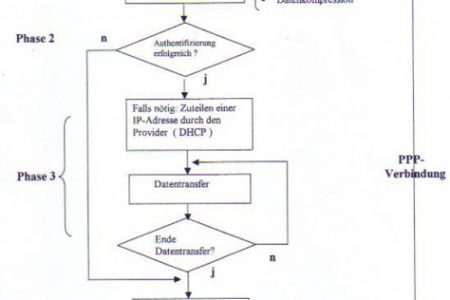 Datenkompression
Phase 2
n
Authentifizierung
erfolgreich ?
j
Falls nötig: Zuteilen einer
IP-Adresse durch den
Provider ( DHCP )
Phase 3
PPP-
Verbindung
Datentransfer
Ende
Datentransfer?
n
j